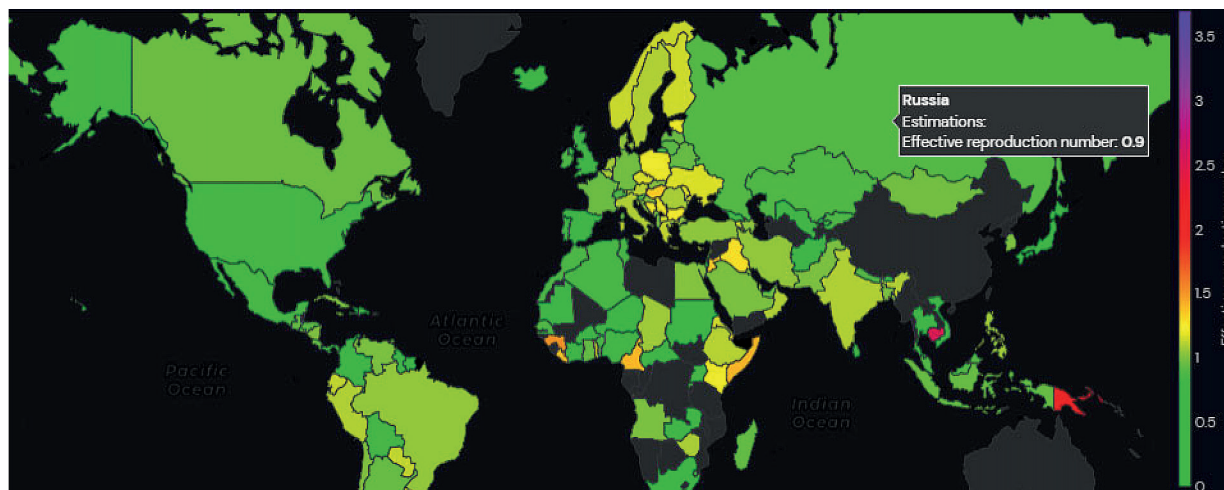 3.5
Russia
Estimations:
Effective reproduction number: 0.9
3
2.5
2
1.5
Atlantic
Ocean
1
Pacific
Ocean
Indian
Ocean
0.5
0